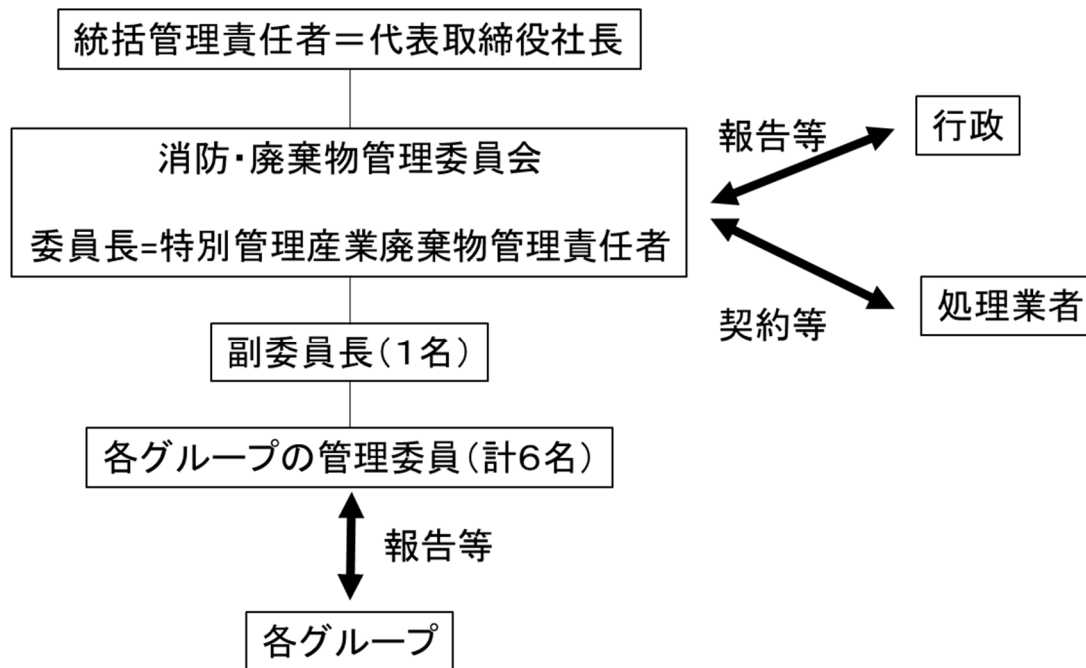 統括管理責任者＝代表取締役社長
消防・廃棄物管理委員会
委員長=特別管理産業廃棄物管理責任者
報告等
行政
契約等
処理業者
副委員長（１名）
各グループの管理委員（計６名）
報告等
各グループ